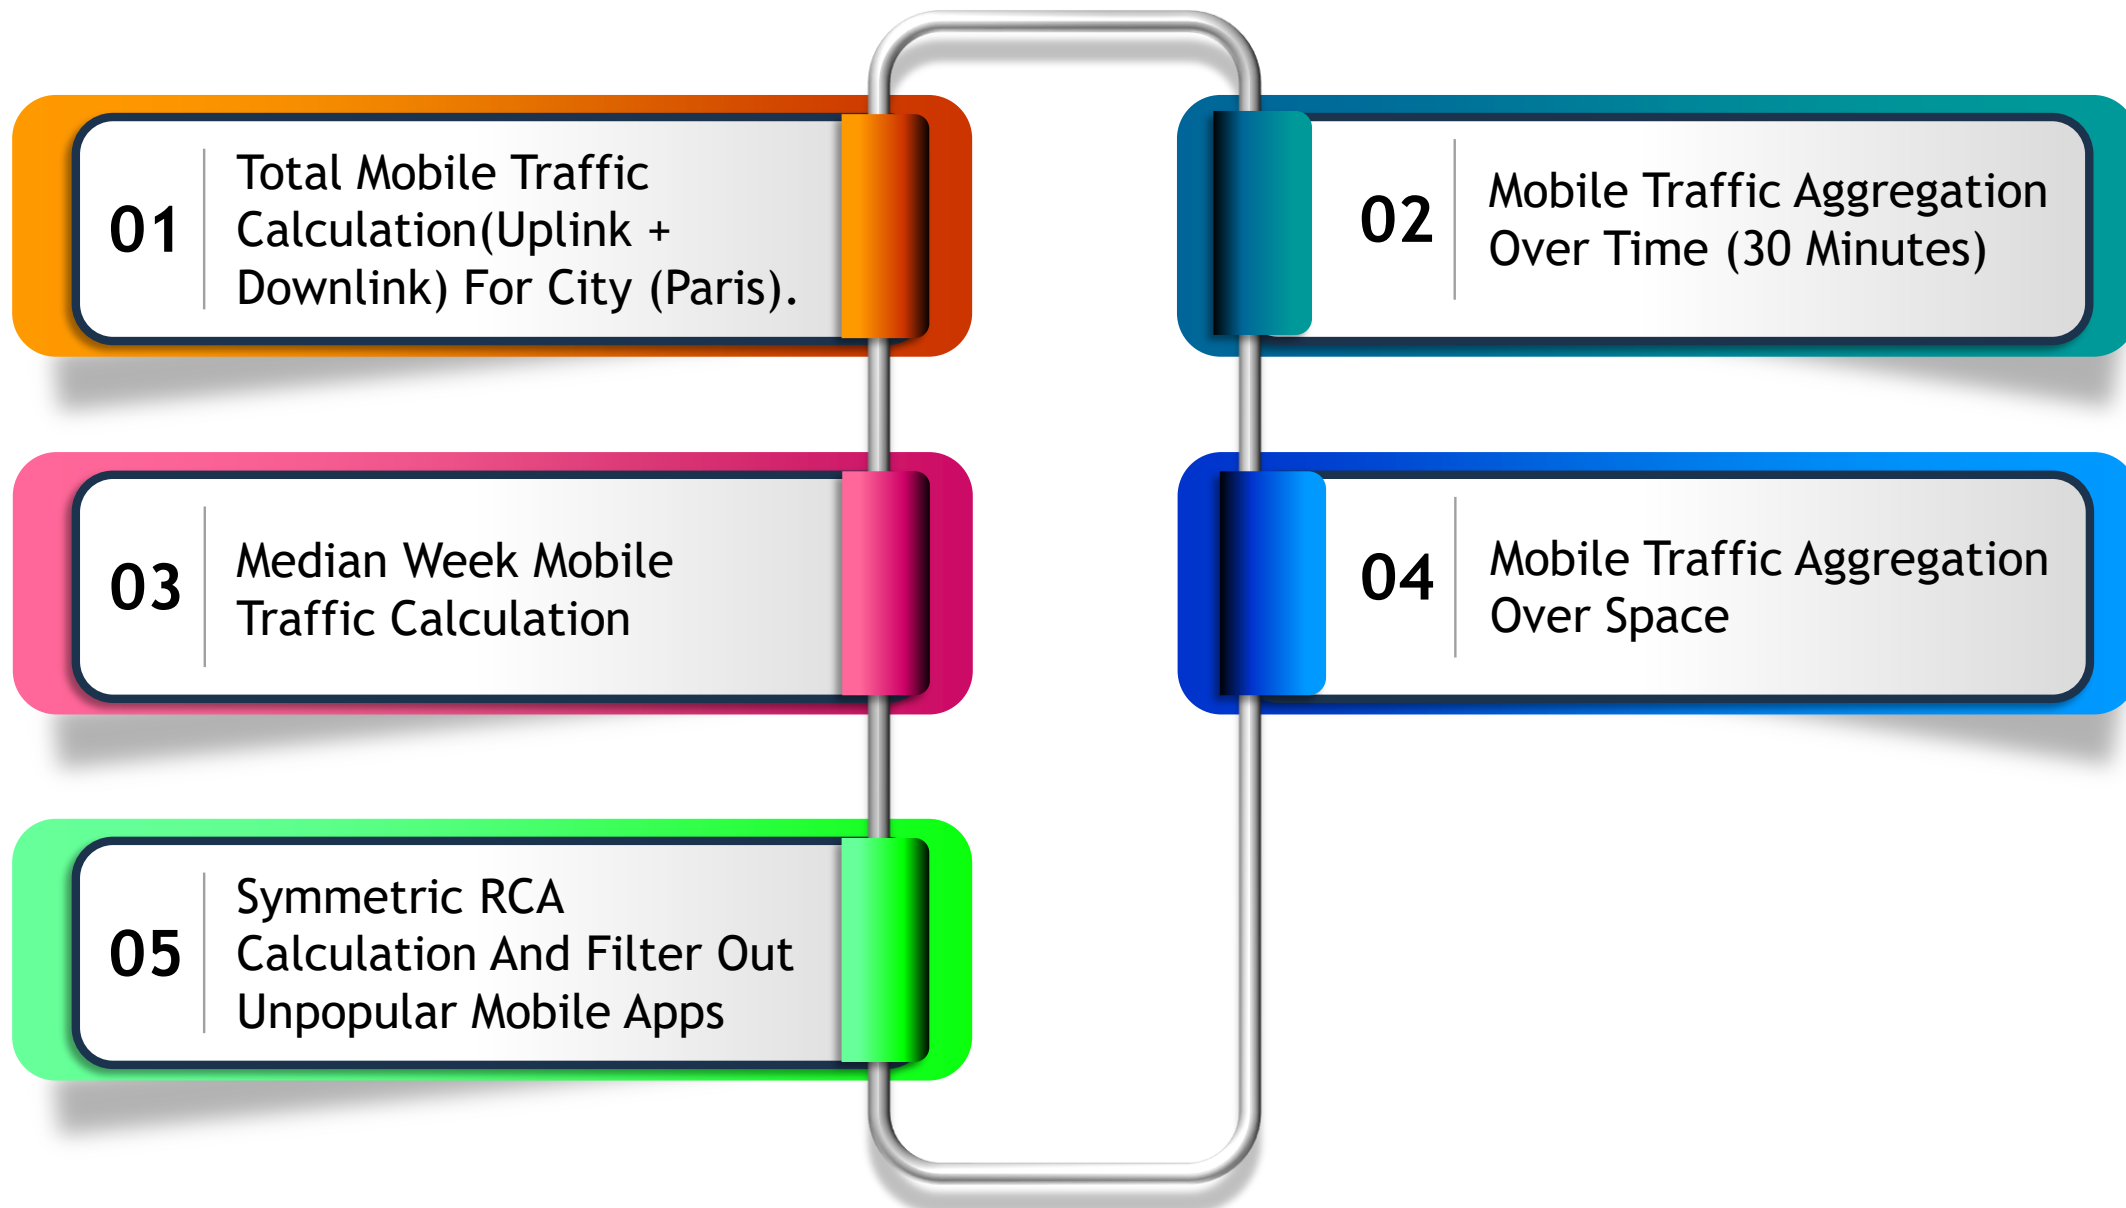 01
Total Mobile Traffic
Calculation(Uplink +
Downlink) For City (Paris).
02
Mobile Traffic Aggregation
Over Time (30 Minutes)
03
Median Week Mobile
Traffic Calculation
04
Mobile Traffic Aggregation
Over Space
05
Symmetric RCA
Calculation And Filter Out
Unpopular Mobile Apps